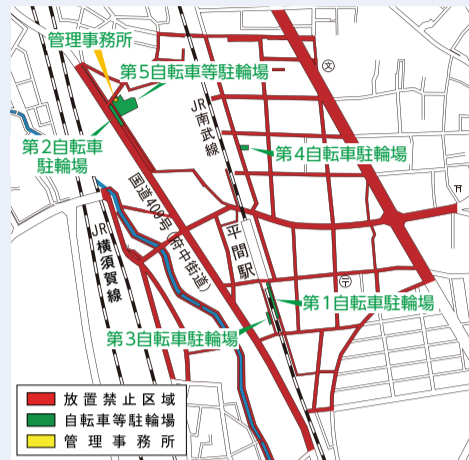 管理事務所
第5自転車等駐輪場
JR南武線
第2自転車
駐輪場
第4自転車駐輪場
国道409号(府中街道)
平間駅
JR横須賀線
第1自転車駐輪場
第3自転車駐輪場
文
〒
放置禁止区域
自転車等駐輪場
管理事務所